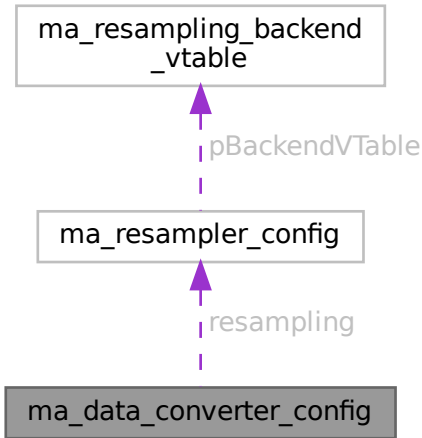 ma_resampling_backend
_vtable
pBackendVTable
ma_resampler_config
resampling
ma_data_converter_config